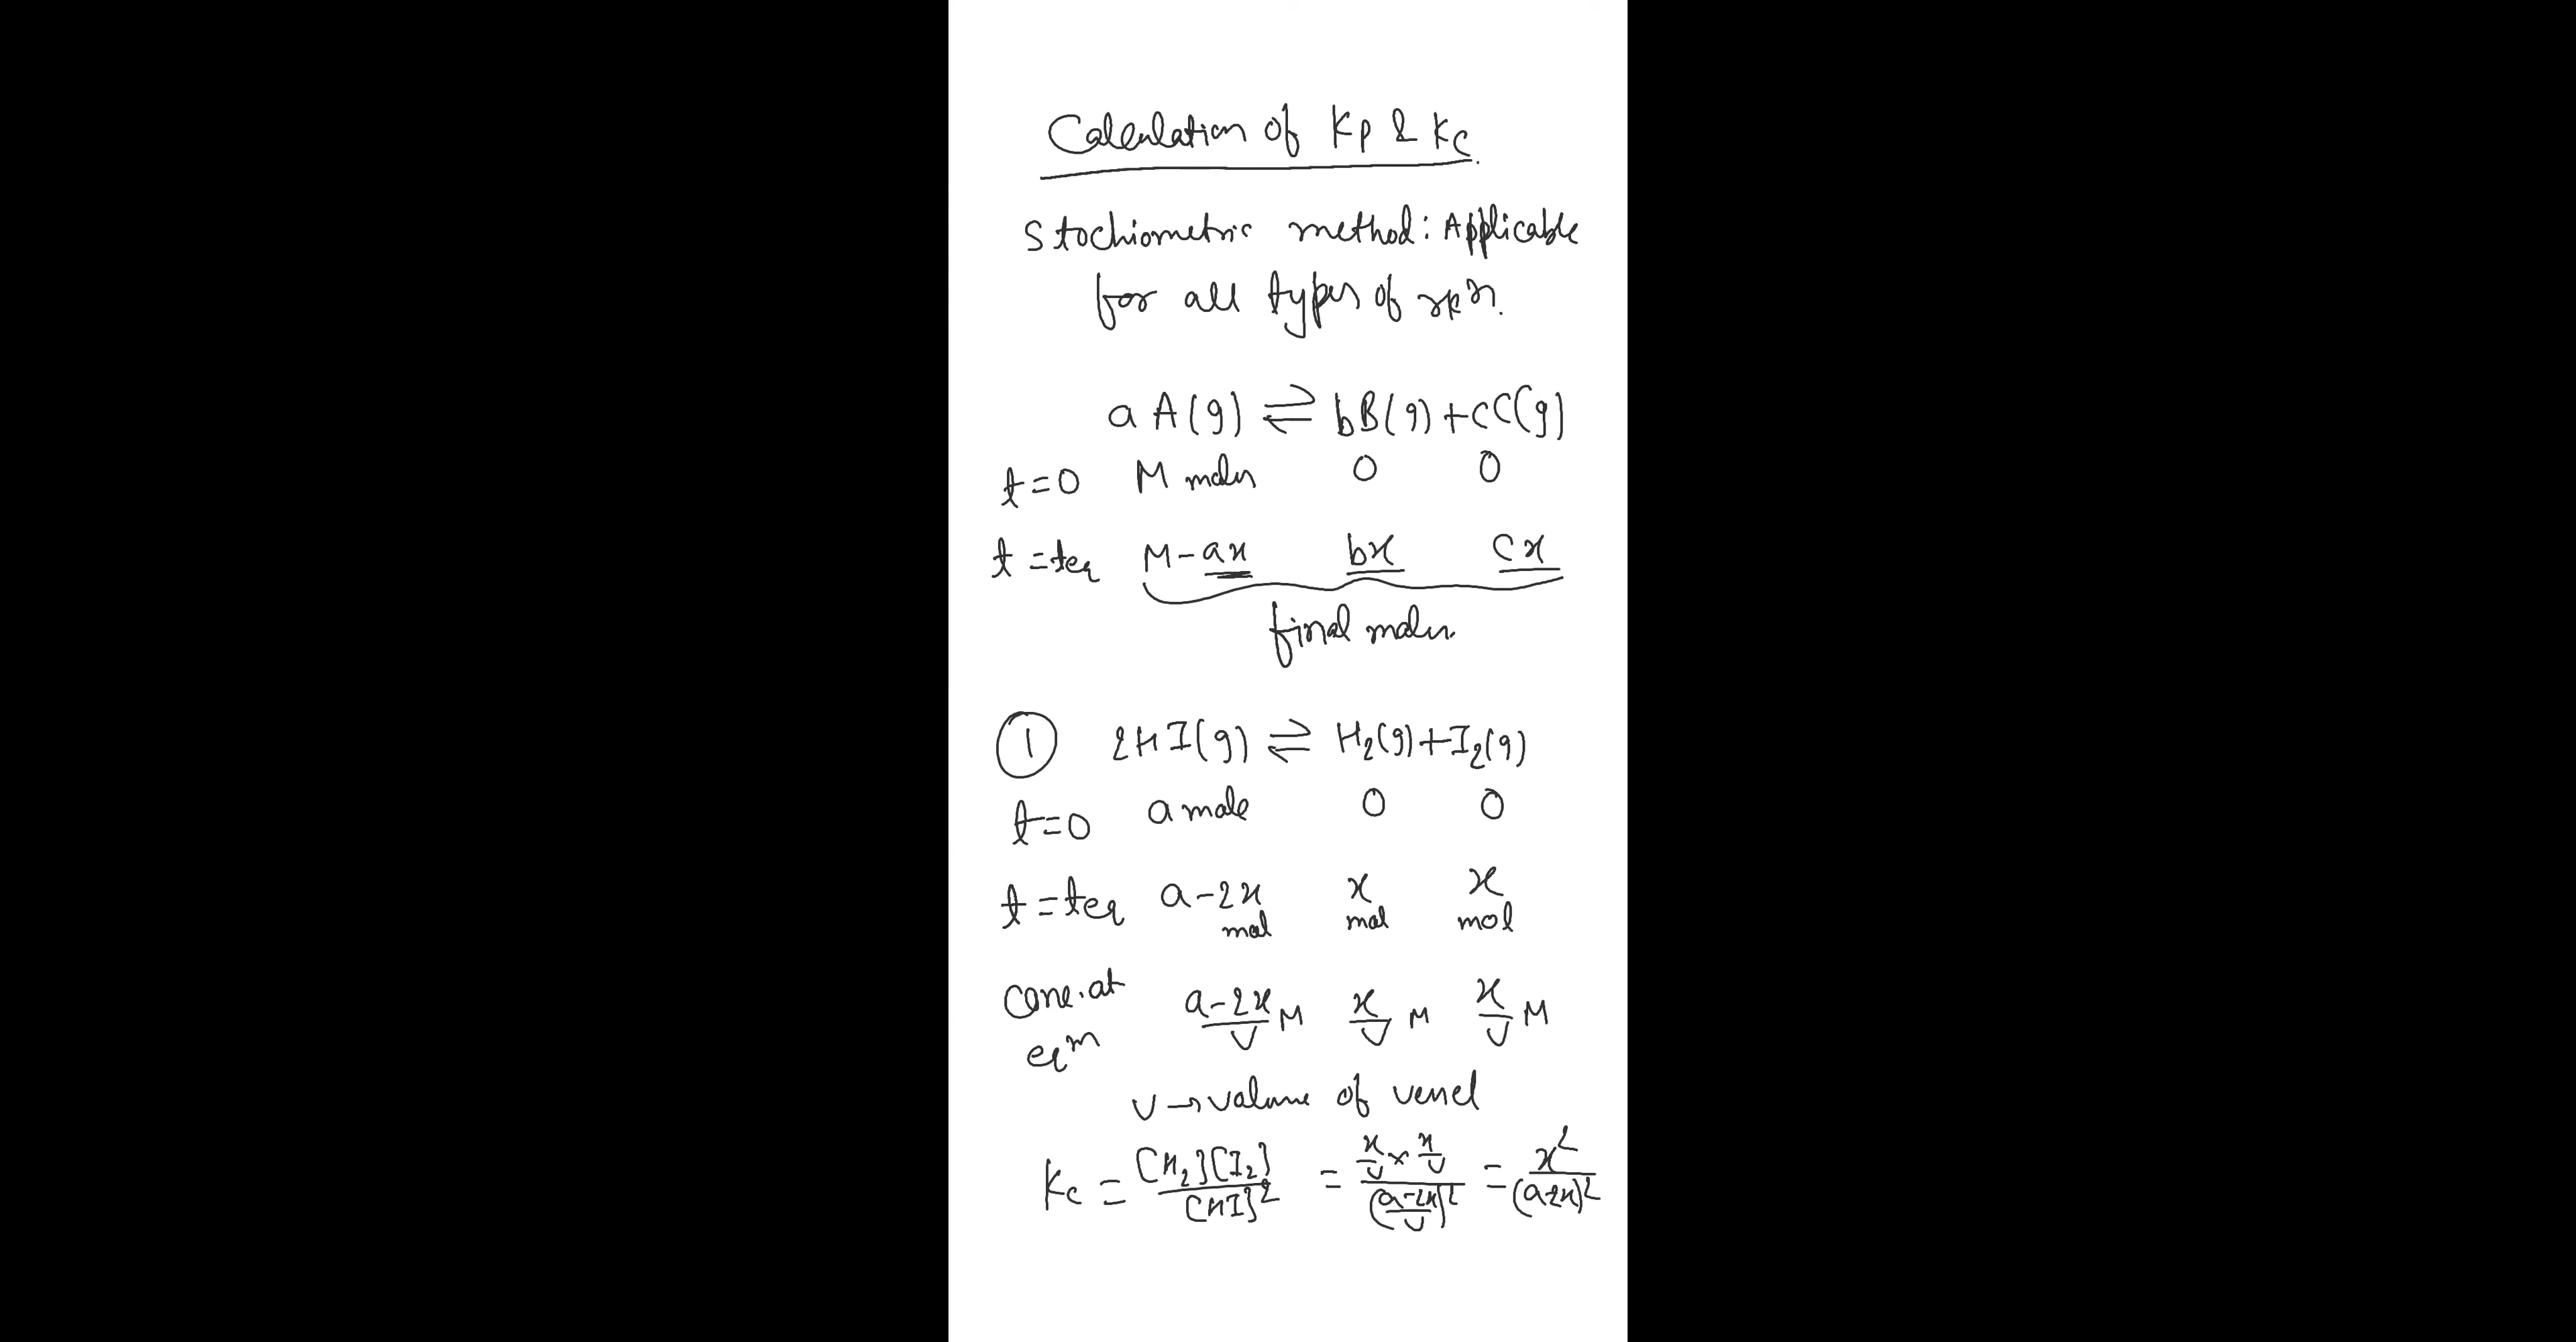 Calculation of Kp & Kc.
Stochiometric method: Applicable
for all types of rxn.
a A(g) ⇌ bB(g) + cC(g)
t=0 M moles 0 0
t=teq M-ax bx cx
final moles.
① 2HI(g) ⇌ H₂(g)+I₂(g)
t=0 a mole 0 0
t=teq a-2x mol x mol x mol
conc. at (a-2x)/V M x/V M x/V M
eqᵐ
V → volume of vessel
Kc = [H₂][I₂]/[HI]² = (x/V × x/V)/((a-2x)/V)² = x²/(a-2x)²